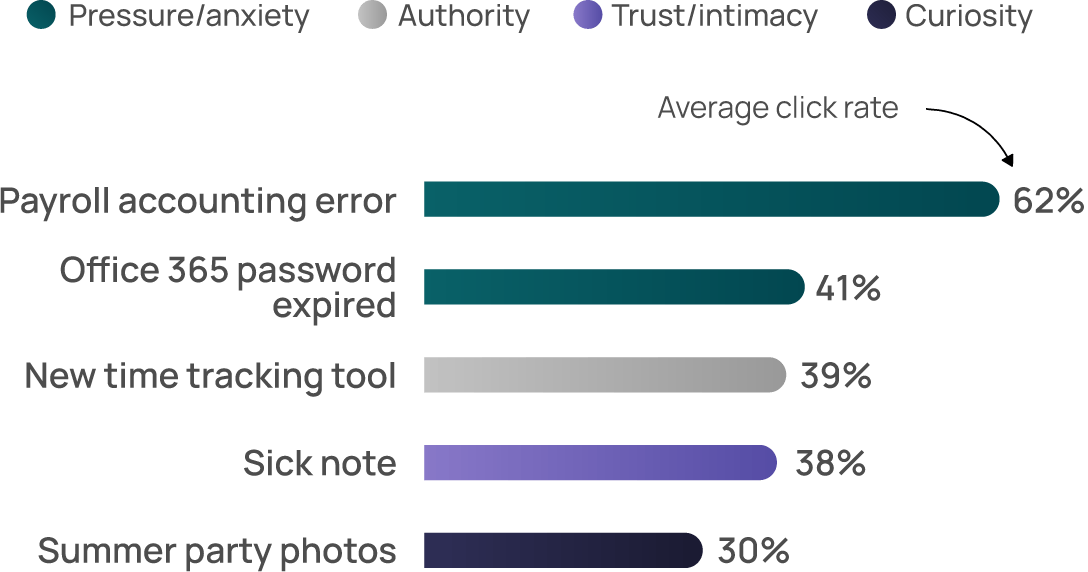 Pressure/anxiety Authority Trust/intimacy Curiosity
Average click rate
Payroll accounting error 62%
Office 365 password
expired 41%
New time tracking tool 39%
Sick note 38%
Summer party photos 30%